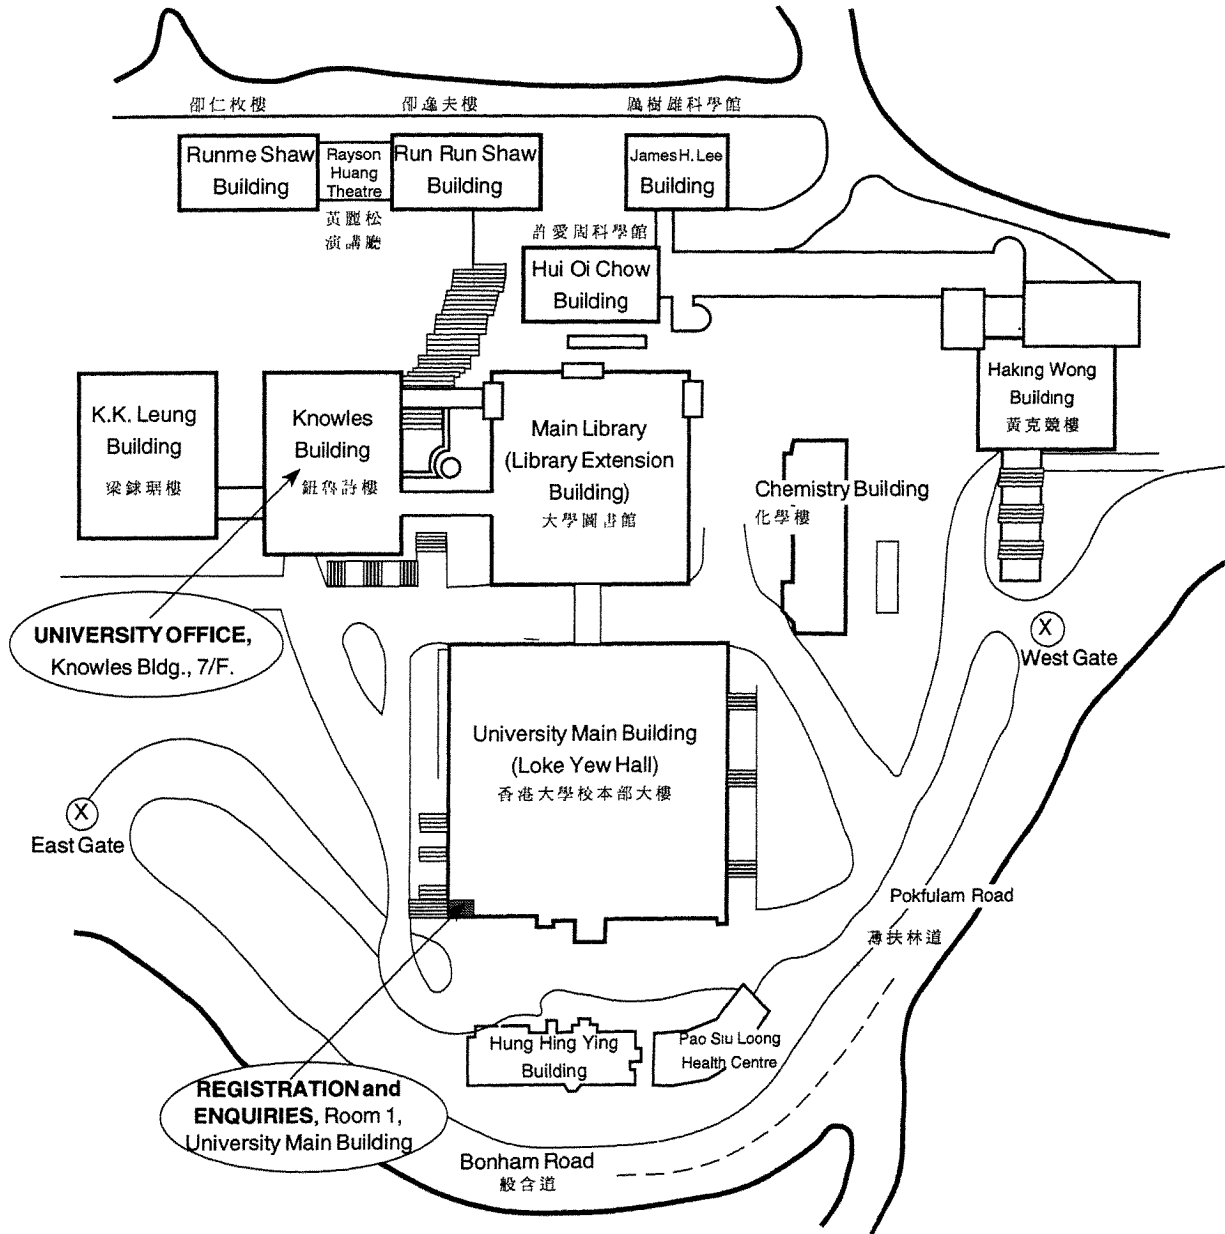 邵仁枚樓
邵逸夫樓
鳳樹雄科學館
Runme Shaw
Building
Rayson
Huang
Theatre
黃麗松
演講廳
Run Run Shaw
Building
James H. Lee
Building
許愛周科學館
Hui Oi Chow
Building
K.K. Leung
Building
梁銶琚樓
Knowles
Building
鈕魯詩樓
Main Library
(Library Extension
Building)
大學圖書館
Chemistry Building
化學樓
Haking Wong
Building
黃克競樓
UNIVERSITY OFFICE,
Knowles Bldg., 7/F.
X
West Gate
University Main Building
(Loke Yew Hall)
香港大學校本部大樓
X
East Gate
Pokfulam Road
薄扶林道
Hung Hing Ying
Building
Pao Siu Loong
Health Centre
REGISTRATION and
ENQUIRIES, Room 1,
University Main Building
Bonham Road
般含道